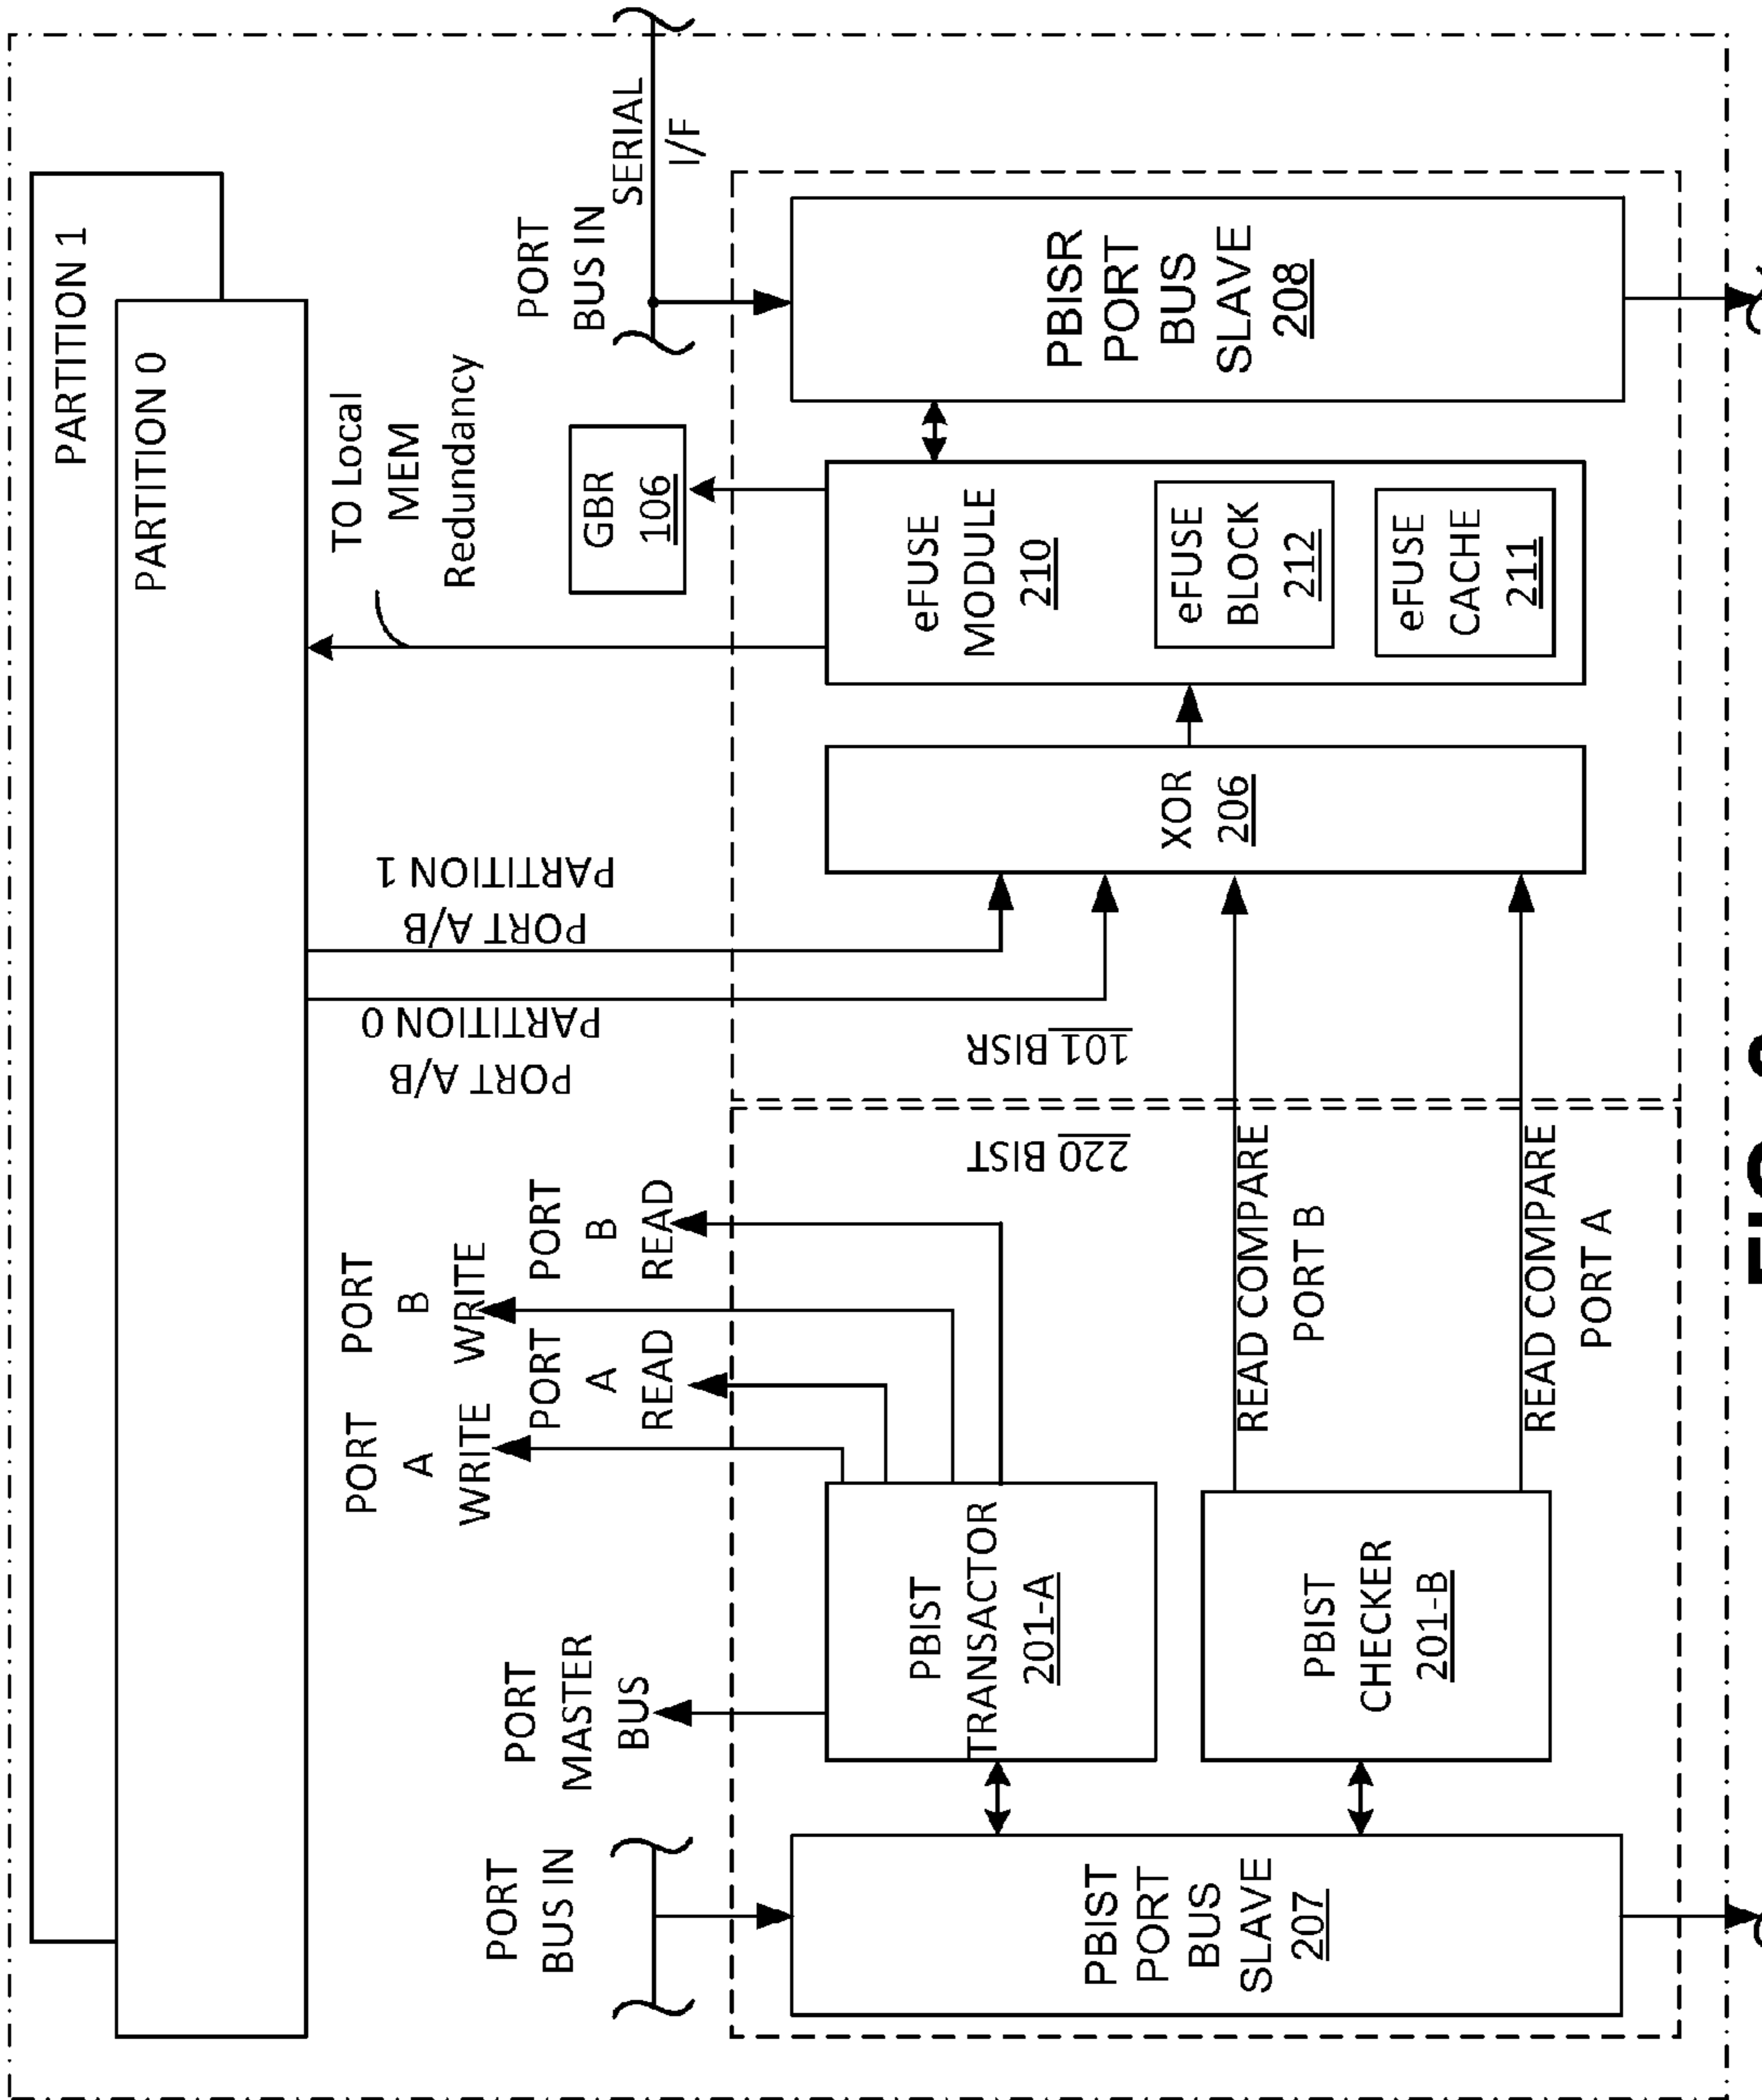 PARTITION 1
PARTITION 0
PORT
BUS IN
PORT
MASTER
BUS
PORT
A
WRITE
PORT
A
READ
PORT
B
WRITE
PORT
B
READ
PORT A/B
PARTITION 0
PORT A/B
PARTITION 1
TO Local
MEM
Redundancy
GBR
106
PORT
BUS IN
SERIAL
I/F
PBIST
PORT
BUS
SLAVE
207
PBIST
TRANSACTOR
201-A
PBIST
CHECKER
201-B
220 BIST
READ COMPARE
PORT B
READ COMPARE
PORT A
101 BISR
XOR
206
eFUSE
MODULE
210
eFUSE
BLOCK
212
eFUSE
CACHE
211
PBISR
PORT
BUS
SLAVE
208